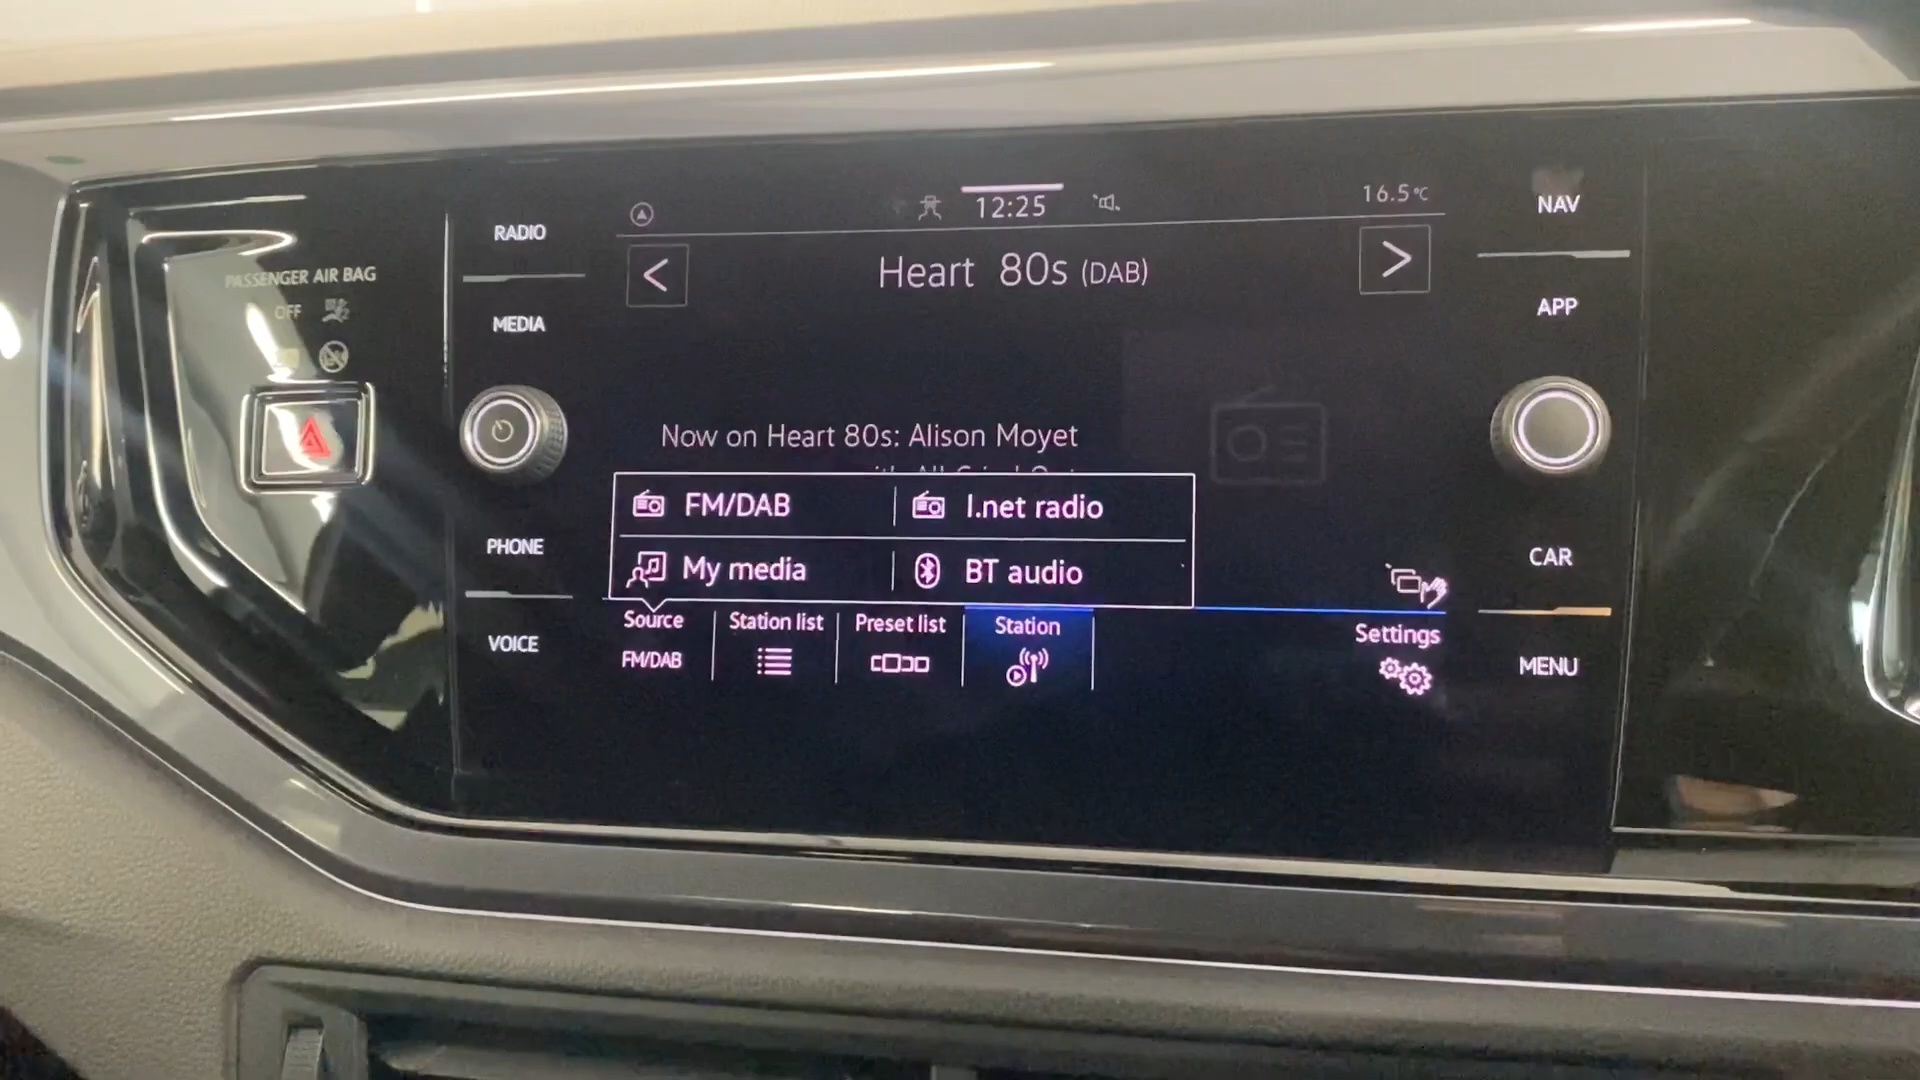 PASSENGER AIR BAG
OFF
RADIO
MEDIA
PHONE
VOICE
12:25
16.5°C
Heart 80s (DAB)
Now on Heart 80s: Alison Moyet
FM/DAB
I.net radio
My media
BT audio
Source
FM/DAB
Station list
Preset list
Station
Settings
NAV
APP
CAR
MENU